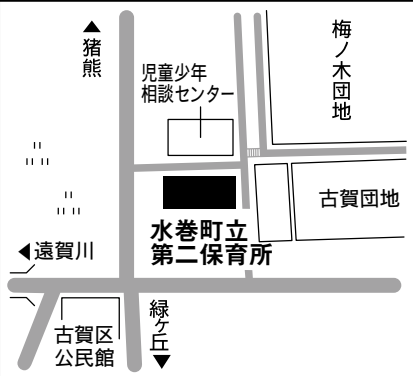 ▲
猪熊
児童少年
相談センター
梅ノ木団地
古賀団地
水巻町立
第二保育所
◀遠賀川
古賀区
公民館
緑ヶ丘
▼